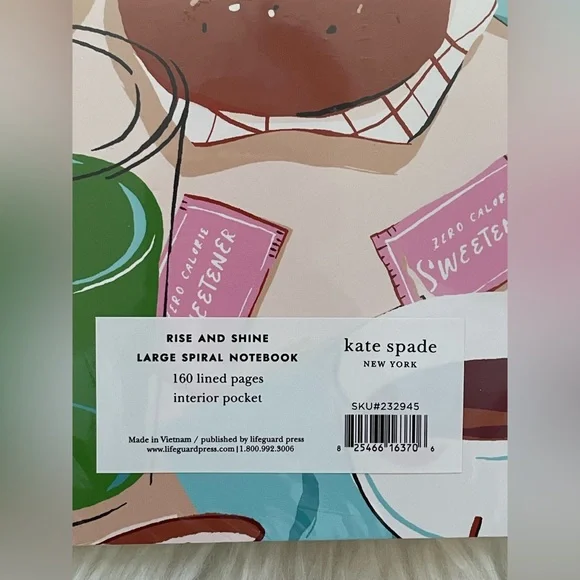 ZERO CALORIE
SWEETENER
ZERO CALOR
SWEETEN
RISE AND SHINE
LARGE SPIRAL NOTEBOOK
160 lined pages
interior pocket
Made in Vietnam / published by lifeguard press
www.lifeguardpress.com | 1.800.992.3006
kate spade
NEW YORK
SKU#232945
8 25466 16370 6